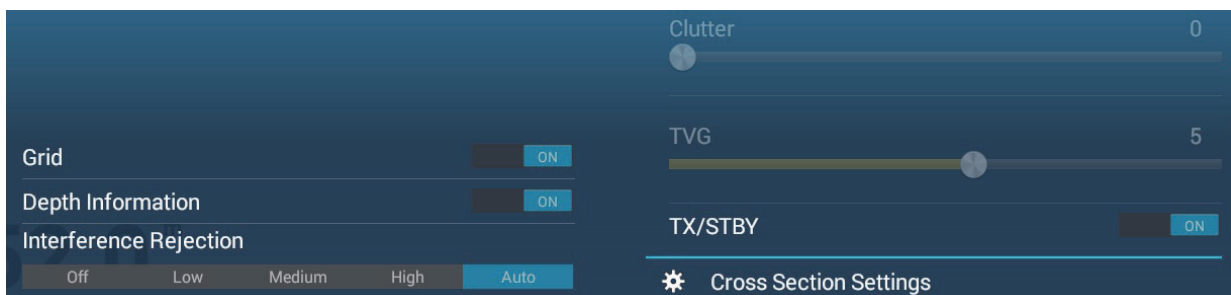 Grid ON
Depth Information ON
Interference Rejection
Off Low Medium High Auto
Clutter 0
TVG 5
TX/STBY ON
Cross Section Settings